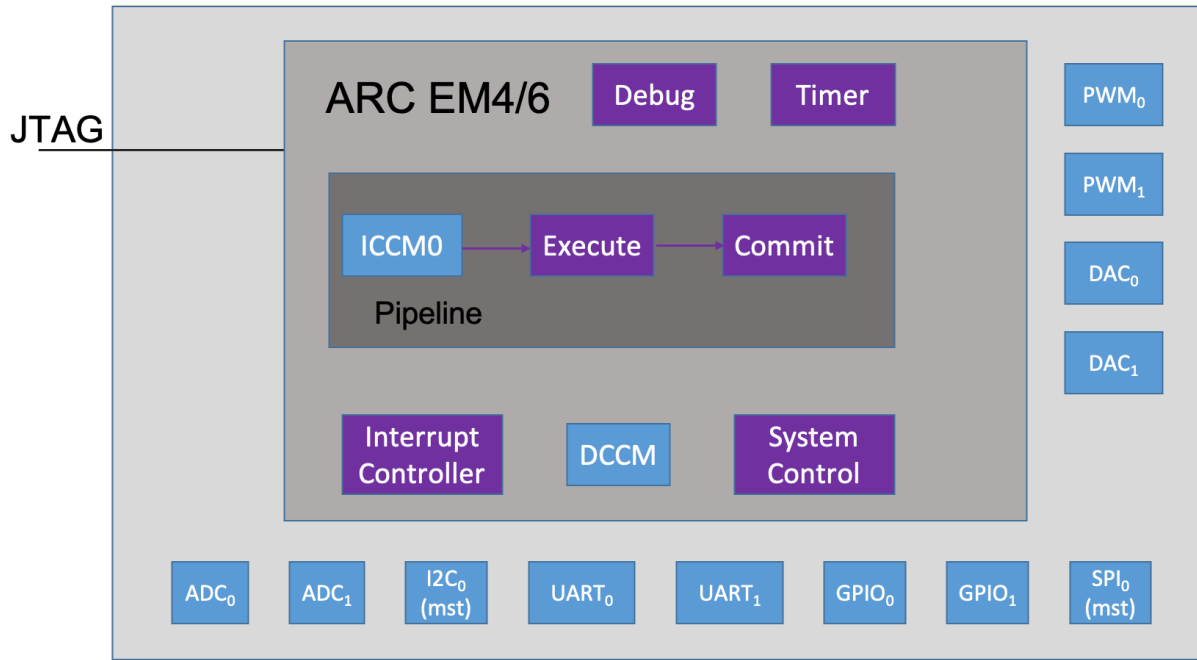 JTAG
ARC EM4/6
Debug
Timer
ICCM0
Execute
Commit
Pipeline
Interrupt
Controller
DCCM
System
Control
PWM₀
PWM₁
DAC₀
DAC₁
ADC₀
ADC₁
I2C₀
(mst)
UART₀
UART₁
GPIO₀
GPIO₁
SPI₀
(mst)